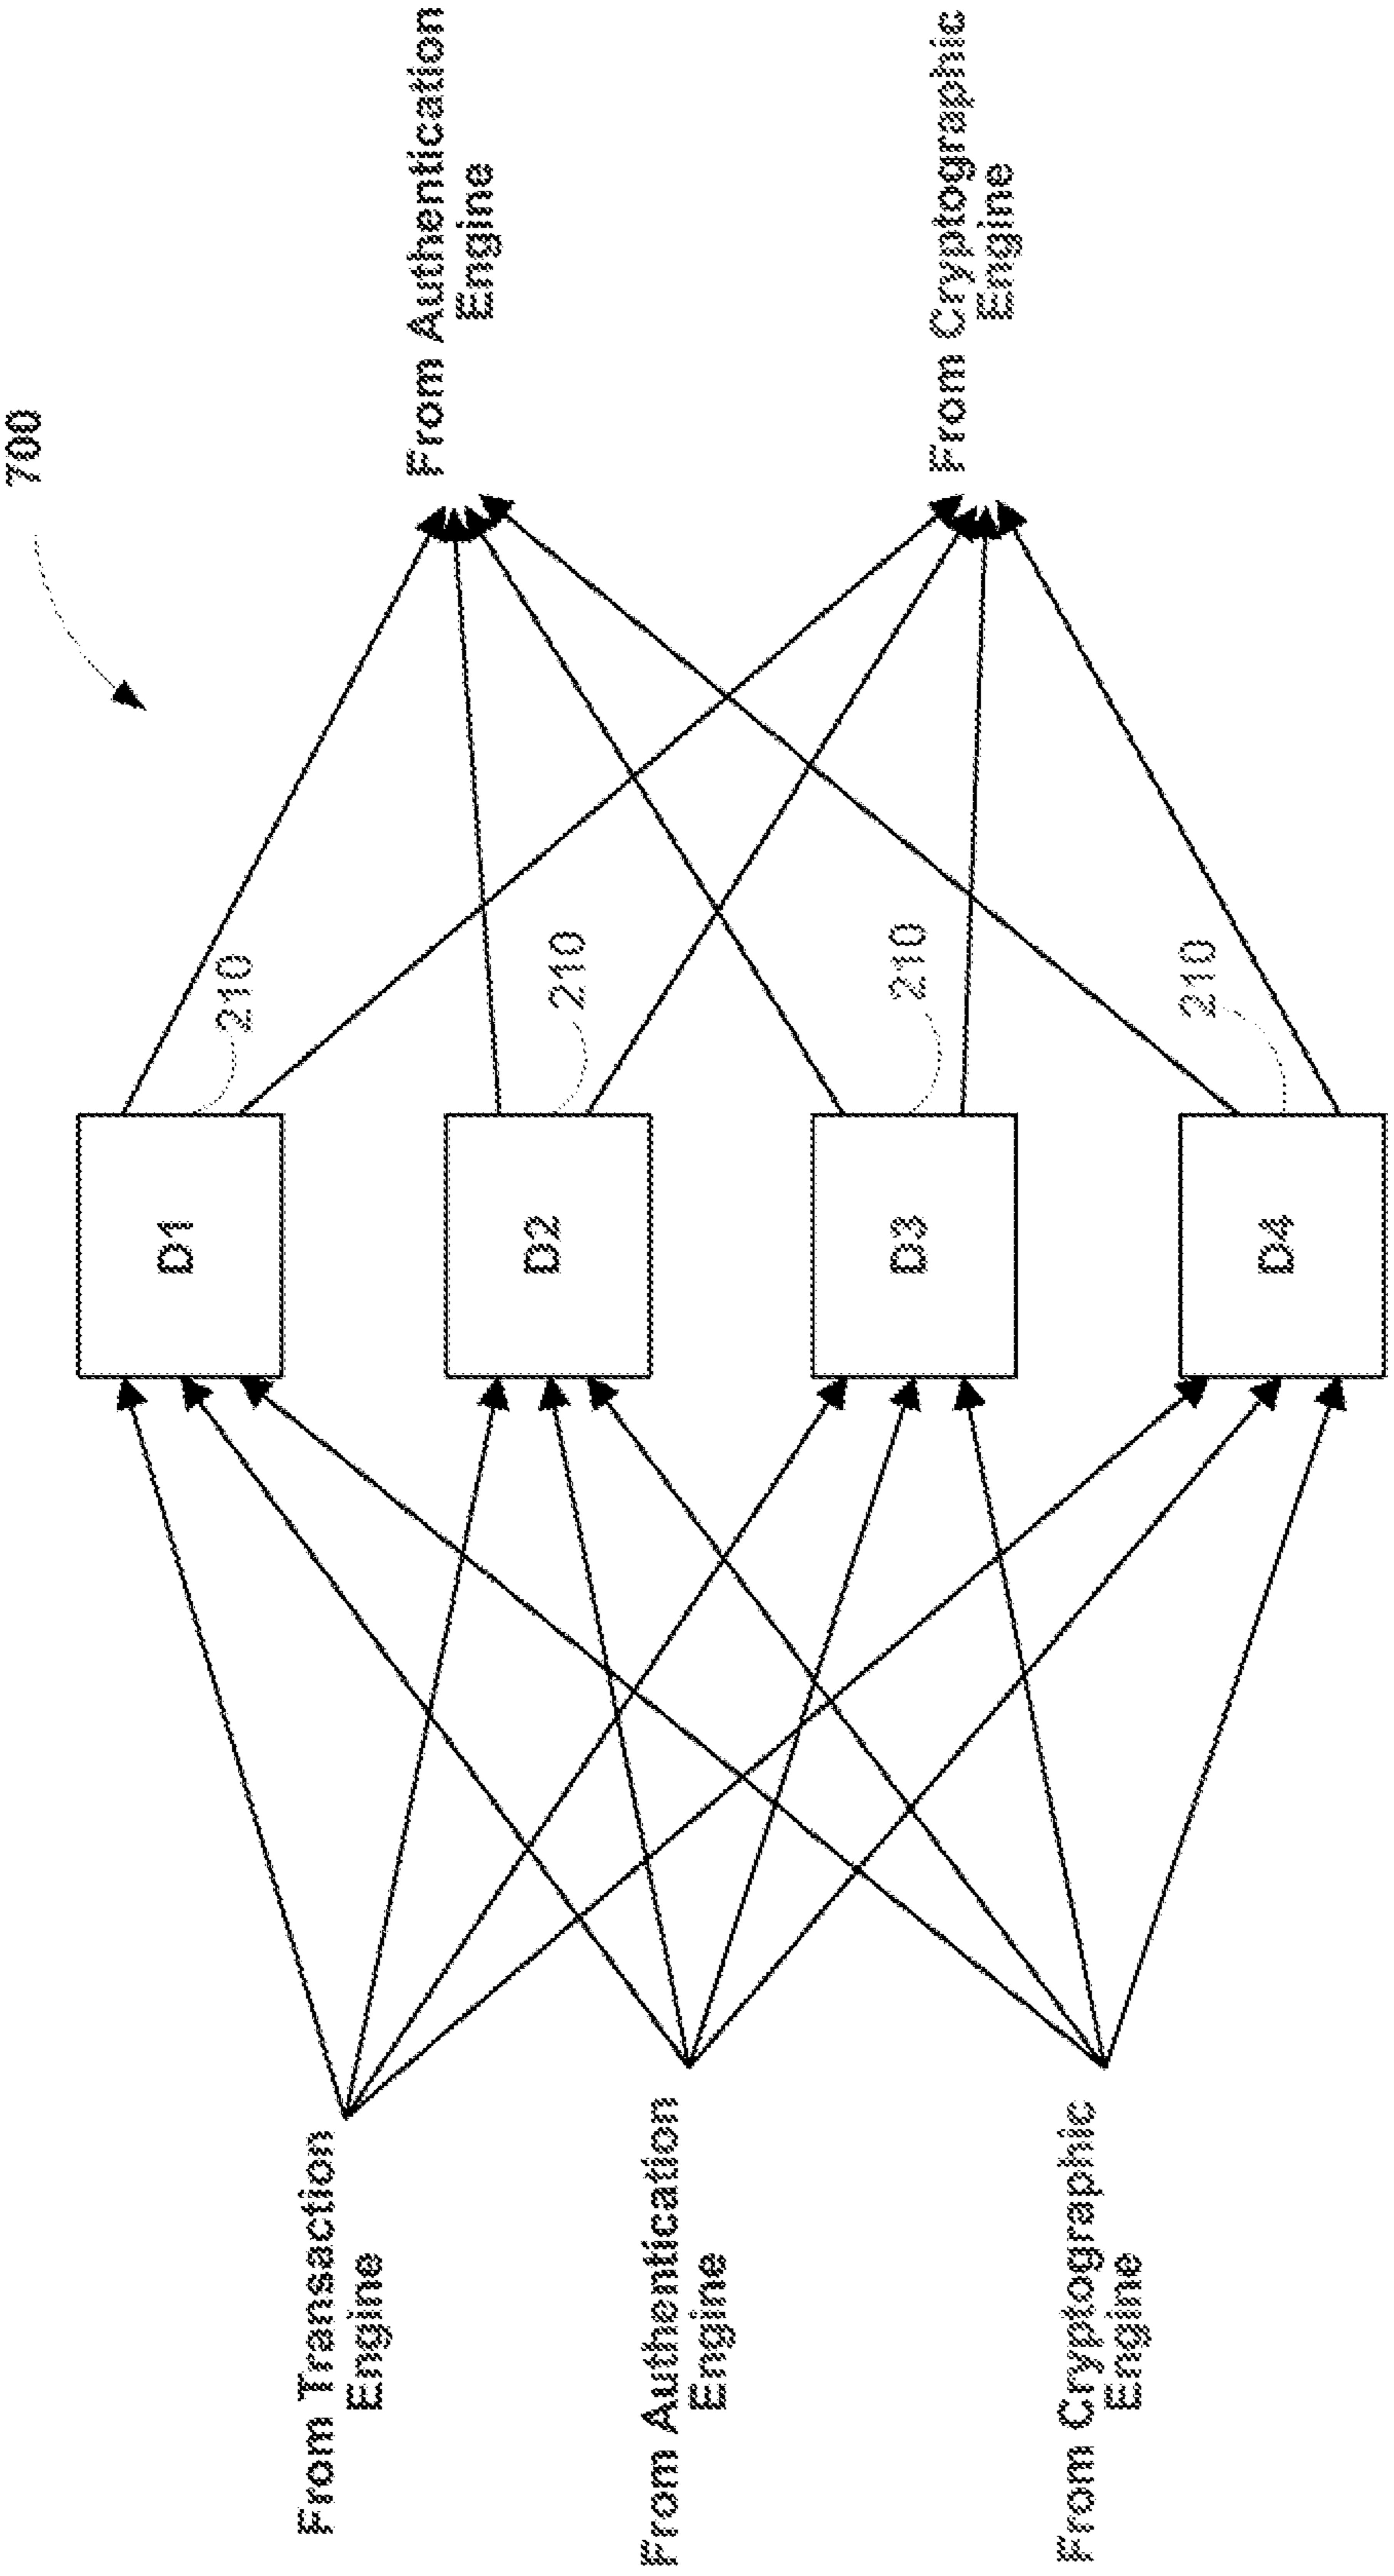 700
From Transaction
Engine
From Authentication
Engine
From Cryptographic
Engine
D1
210
D2
210
D3
210
D4
210
From Authentication
Engine
From Cryptographic
Engine